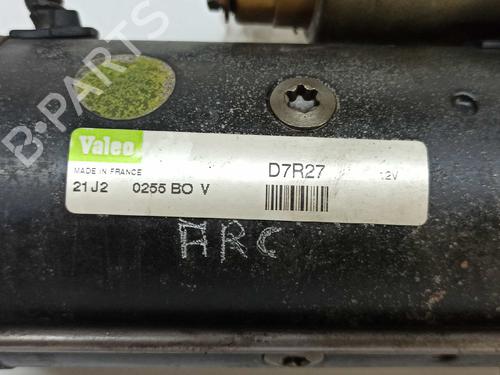 B-PARTS
Valeo
MADE IN FRANCE
D7R27
12V
21J2 0255 BO V
ARC